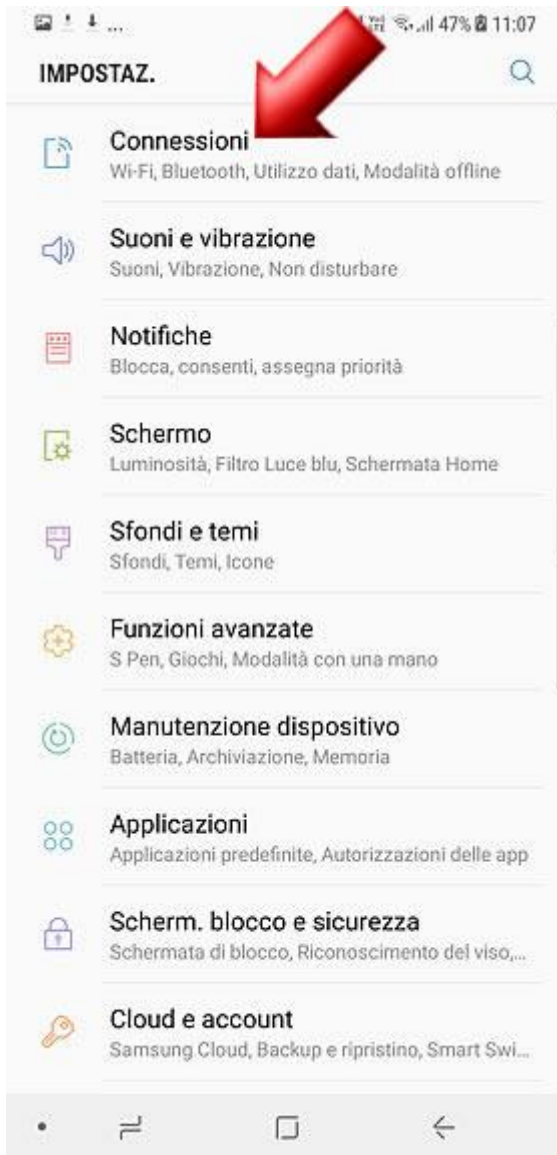 ... 47% 11:07
IMPOSTAZ.
Connessioni
Wi-Fi, Bluetooth, Utilizzo dati, Modalità offline
Suoni e vibrazione
Suoni, Vibrazione, Non disturbare
Notifiche
Blocca, consenti, assegna priorità
Schermo
Luminosità, Filtro Luce blu, Schermata Home
Sfondi e temi
Sfondi, Temi, Icone
Funzioni avanzate
S Pen, Giochi, Modalità con una mano
Manutenzione dispositivo
Batteria, Archiviazione, Memoria
Applicazioni
Applicazioni predefinite, Autorizzazioni delle app
Scherm. blocco e sicurezza
Schermata di blocco, Riconoscimento del viso,...
Cloud e account
Samsung Cloud, Backup e ripristino, Smart Swi...